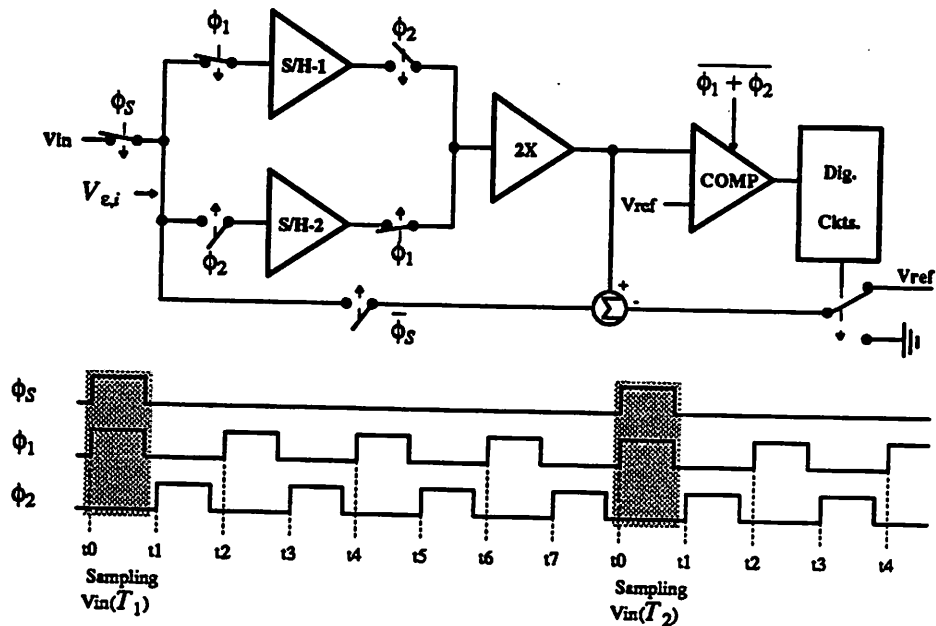 ϕ1
S/H-1
ϕ2
ϕS
Vin
Vε,i
ϕ2
S/H-2
ϕ1
2X
ϕ1 + ϕ2
COMP
Vref
Dig.
Ckts.
+
-
Σ
Vref
ϕS
ϕS
ϕ1
ϕ2
t0 t1 t2 t3 t4 t5 t6 t7 t0 t1 t2 t3 t4
Sampling
Vin(T1)
Sampling
Vin(T2)